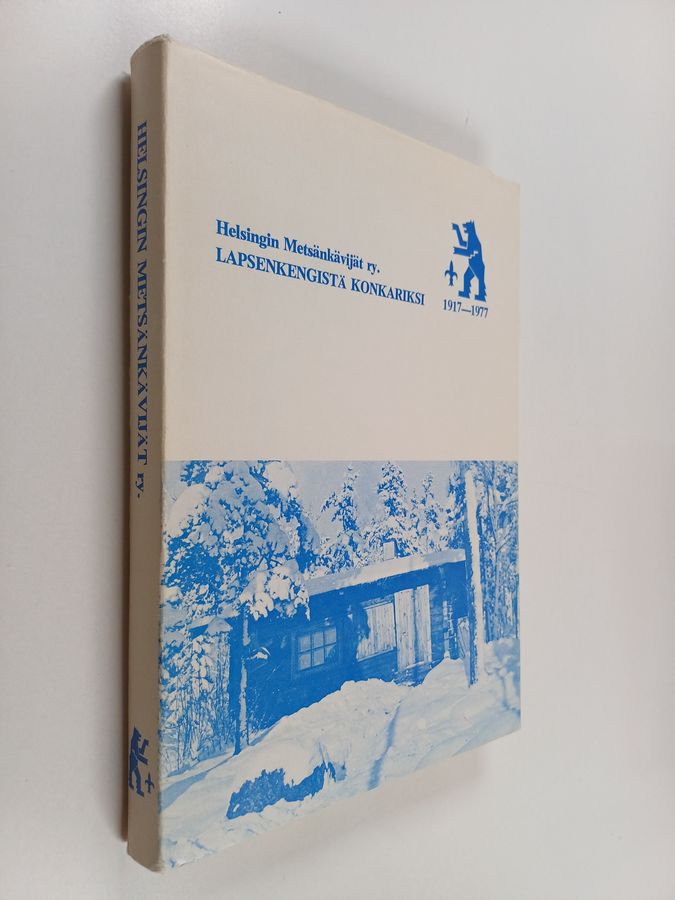 Helsingin Metsänkävijät ry.
LAPSENKENGISTÄ KONKARIKSI
1917—1977
HELSINGIN METSÄNKÄVIJÄT ry.